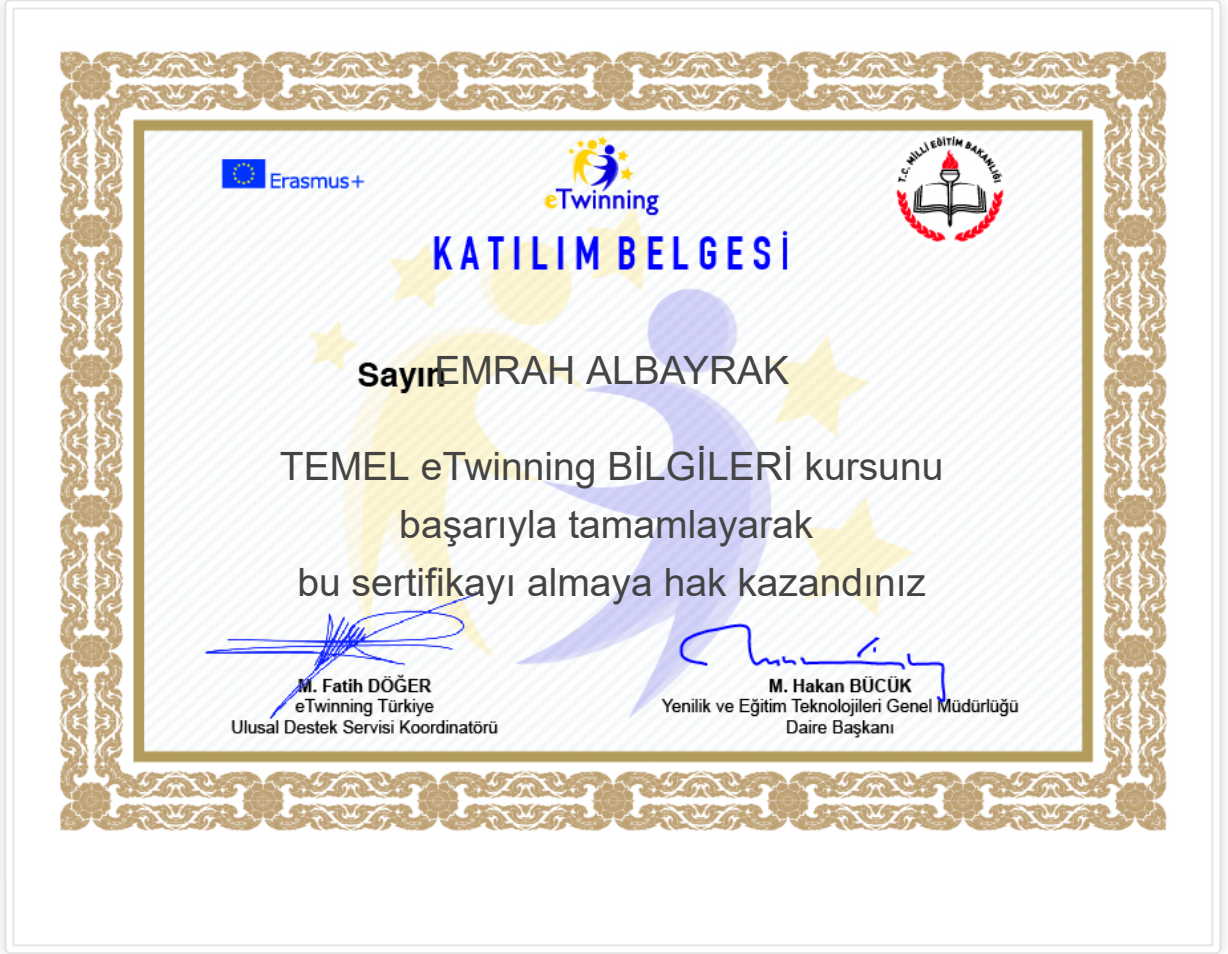 Erasmus+
eTwinning
T.C. MİLLİ EĞİTİM BAKANLIĞI
KATILIM BELGESİ
Sayın EMRAH ALBAYRAK
TEMEL eTwinning BİLGİLERİ kursunu
başarıyla tamamlayarak
bu sertifikayı almaya hak kazandınız
M. Fatih DÖĞER
eTwinning Türkiye
Ulusal Destek Servisi Koordinatörü
M. Hakan BÜCÜK
Yenilik ve Eğitim Teknolojileri Genel Müdürlüğü
Daire Başkanı